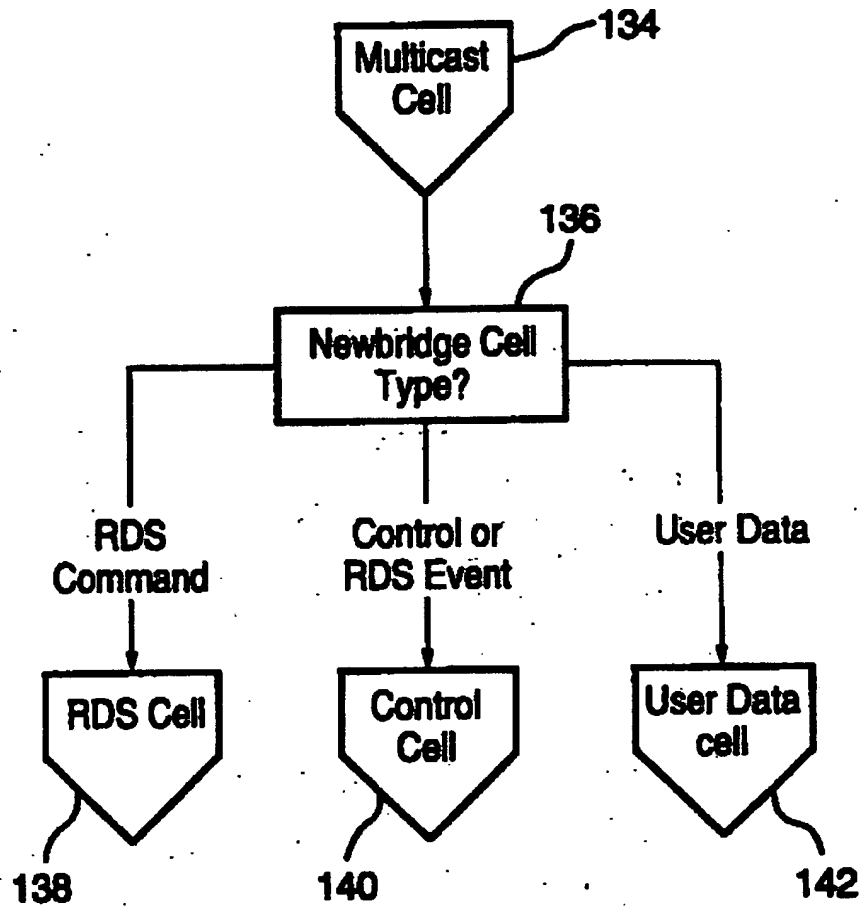 134
Multicast
Cell
136
Newbridge Cell
Type?
RDS
Command
Control or
RDS Event
User Data
RDS Cell
Control
Cell
User Data
cell
138
140
142